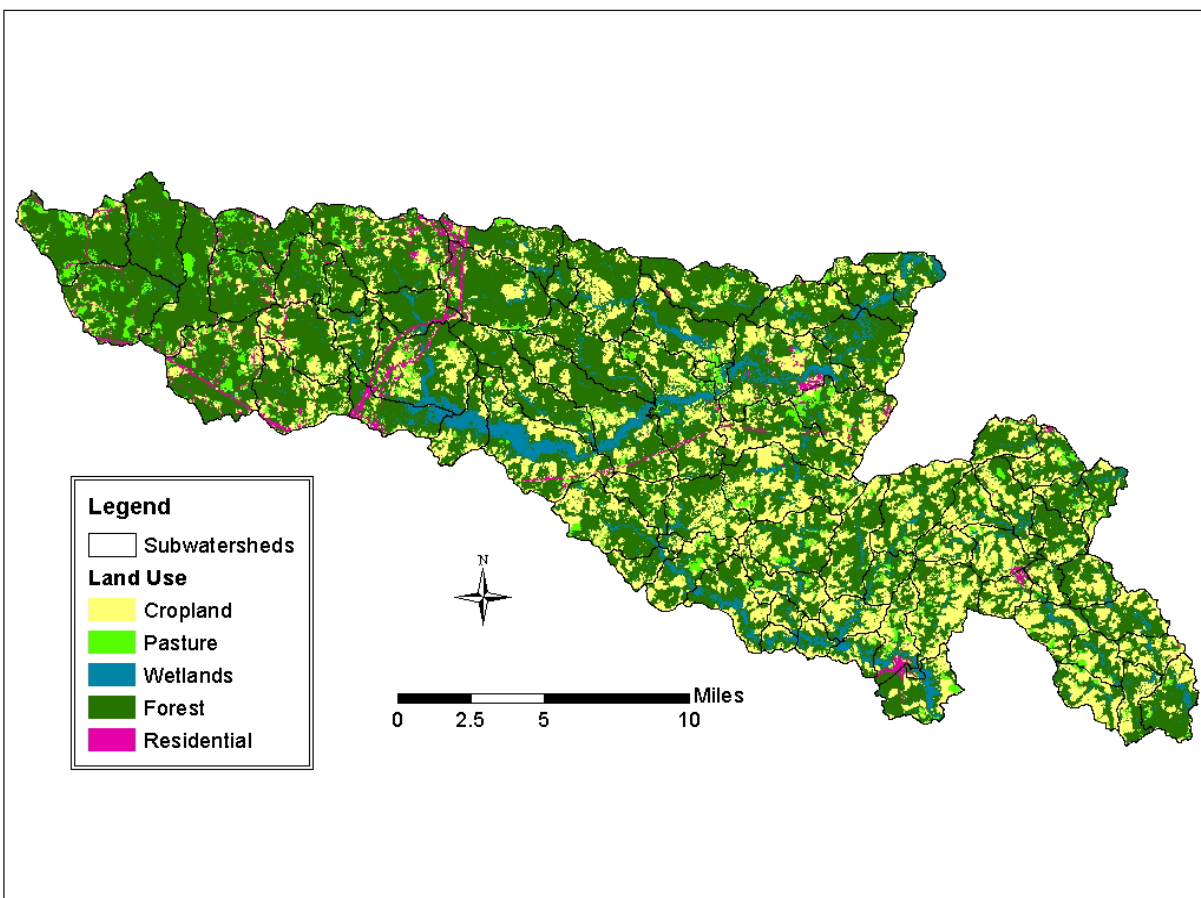 Legend
Subwatersheds
Land Use
Cropland
Pasture
Wetlands
Forest
Residential
N
Miles
0 2.5 5 10